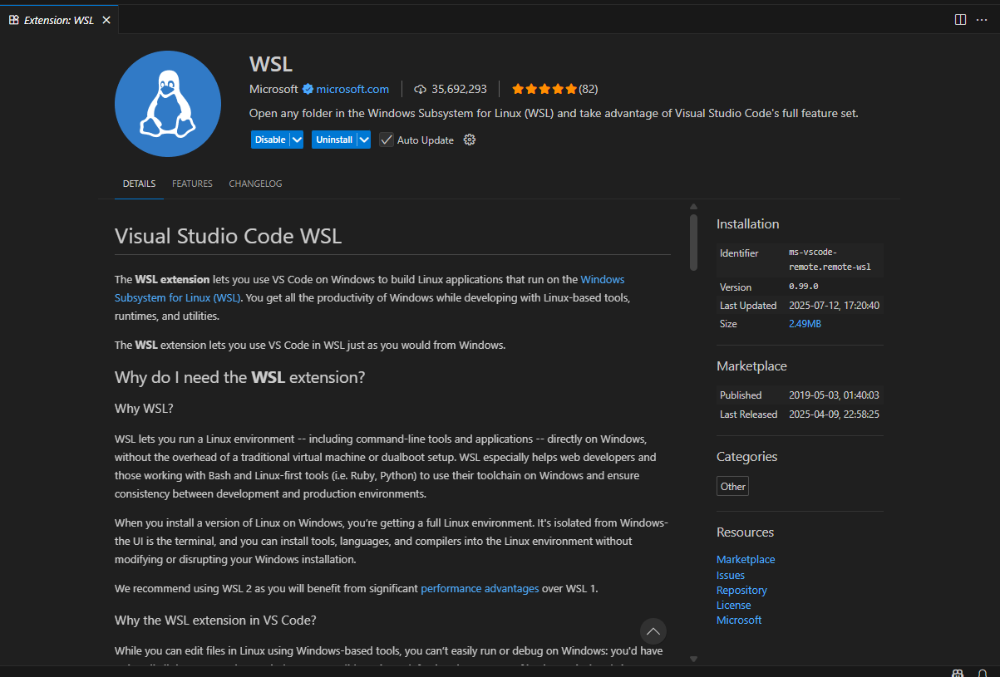 Extension: WSL
WSL
Microsoft microsoft.com 35,692,293 (82)
Open any folder in the Windows Subsystem for Linux (WSL) and take advantage of Visual Studio Code's full feature set.
Disable Uninstall Auto Update
DETAILS FEATURES CHANGELOG
Visual Studio Code WSL
The WSL extension lets you use VS Code on Windows to build Linux applications that run on the Windows
Subsystem for Linux (WSL). You get all the productivity of Windows while developing with Linux-based tools,
runtimes, and utilities.
The WSL extension lets you use VS Code in WSL just as you would from Windows.
Why do I need the WSL extension?
Why WSL?
WSL lets you run a Linux environment -- including command-line tools and applications -- directly on Windows,
without the overhead of a traditional virtual machine or dualboot setup. WSL especially helps web developers and
those working with Bash and Linux-first tools (i.e. Ruby, Python) to use their toolchain on Windows and ensure
consistency between development and production environments.
When you install a version of Linux on Windows, you're getting a full Linux environment. It's isolated from Windows-
the UI is the terminal, and you can install tools, languages, and compilers into the Linux environment without
modifying or disrupting your Windows installation.
We recommend using WSL 2 as you will benefit from significant performance advantages over WSL 1.
Why the WSL extension in VS Code?
While you can edit files in Linux using Windows-based tools, you can't easily run or debug on Windows: you'd have
Installation
Identifier ms-vscode-
remote.remote-wsl
Version 0.99.0
Last Updated 2025-07-12, 17:20:40
Size 2.49MB
Marketplace
Published 2019-05-03, 01:40:03
Last Released 2025-04-09, 22:58:25
Categories
Other
Resources
Marketplace
Issues
Repository
License
Microsoft